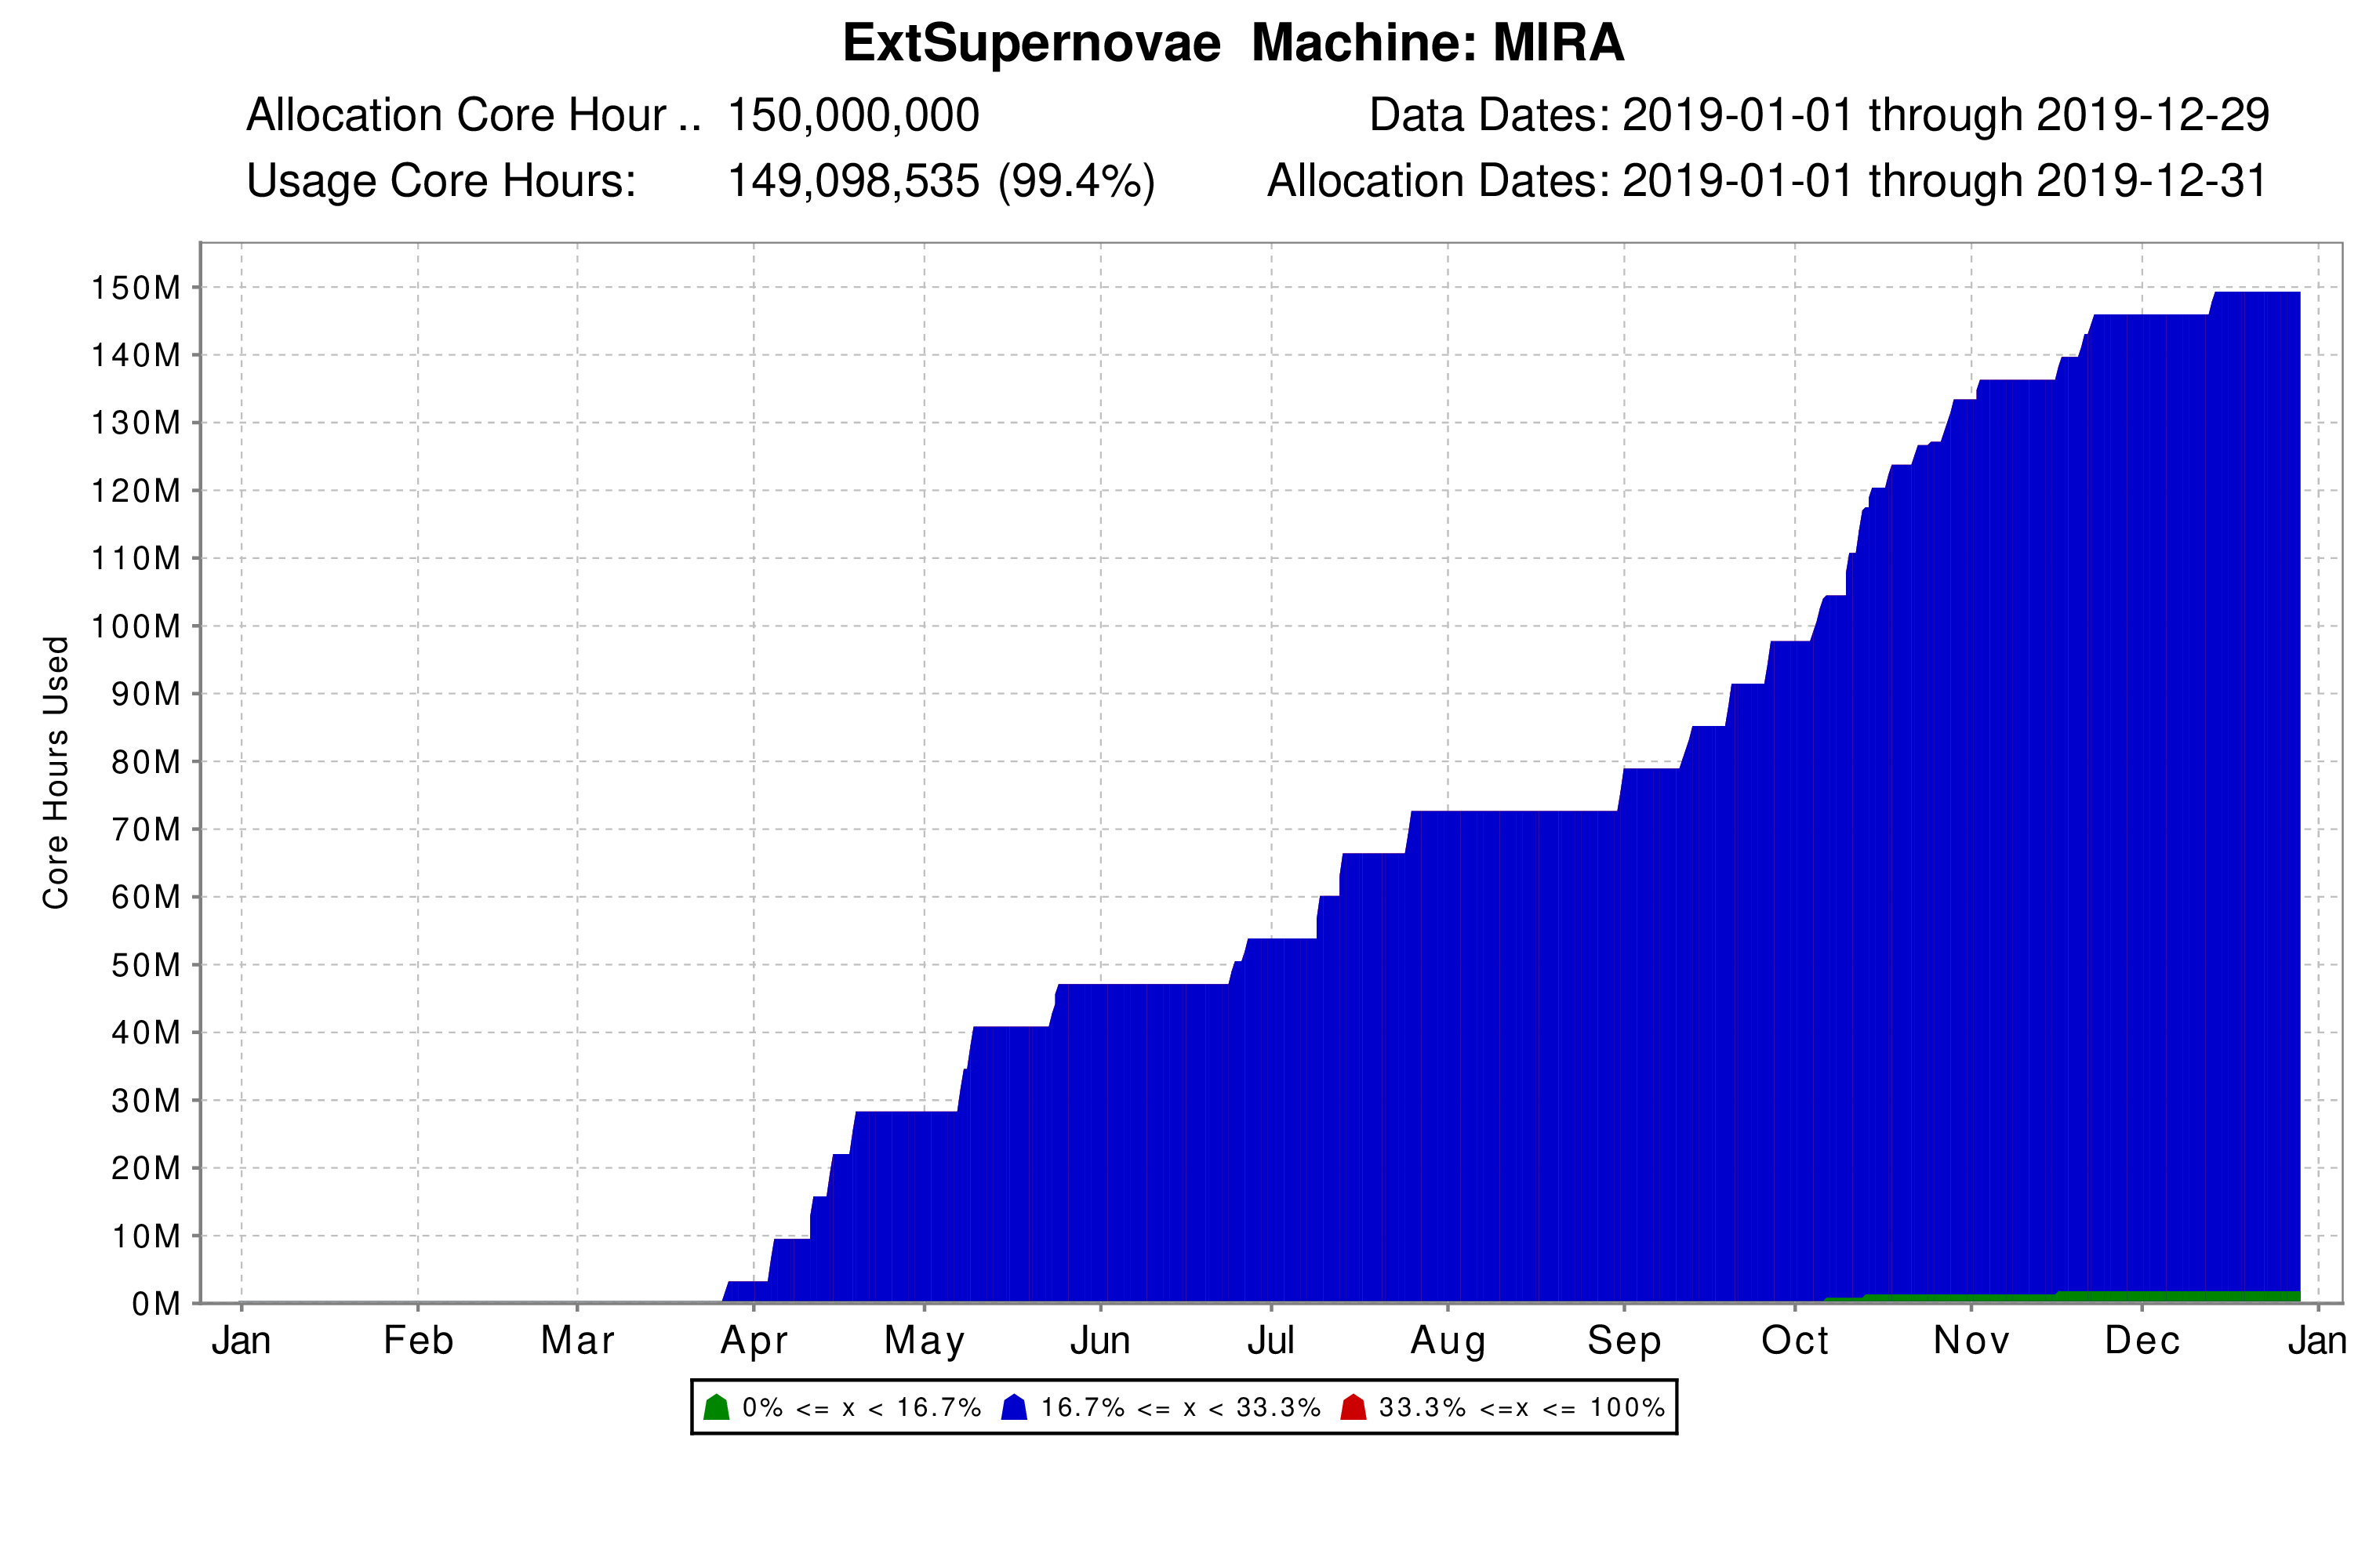 ExtSupernovae  Machine: MIRA
Allocation Core Hour ..  150,000,000  Data Dates: 2019-01-01 through 2019-12-29
Usage Core Hours:  149,098,535 (99.4%)  Allocation Dates: 2019-01-01 through 2019-12-31
150M
140M
130M
120M
110M
100M
90M
80M
70M
60M
50M
40M
30M
20M
10M
0M
Core Hours Used
Jan Feb Mar Apr May Jun Jul Aug Sep Oct Nov Dec Jan
0% <= x < 16.7%  16.7% <= x < 33.3%  33.3% <=x <= 100%